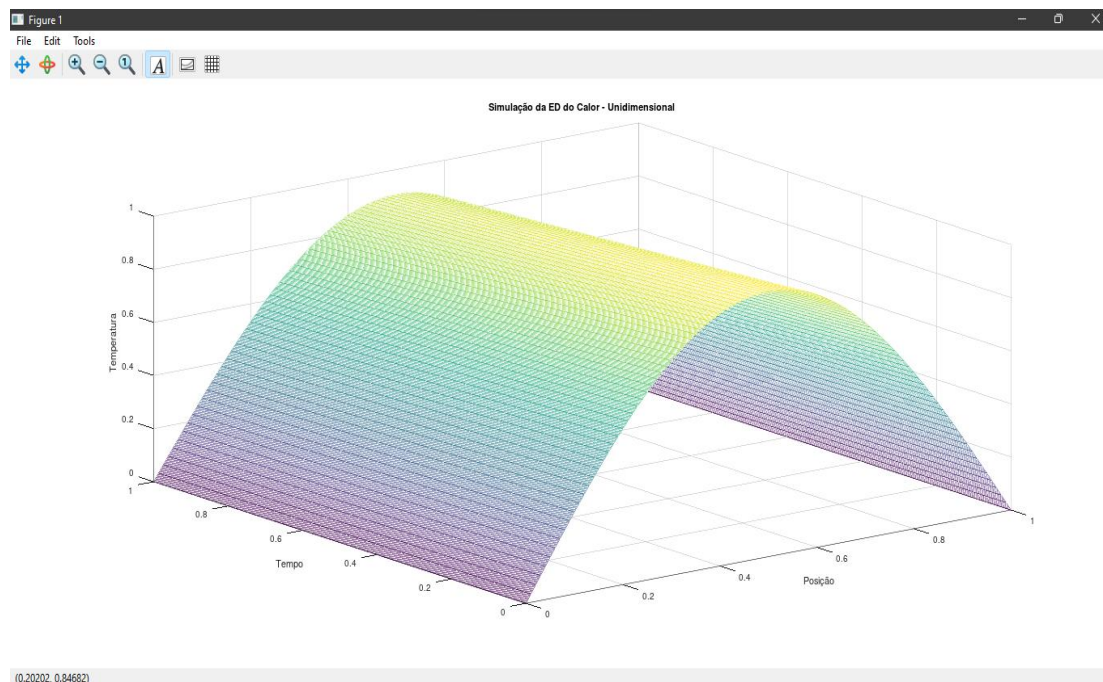 Figure 1
File Edit Tools
A
Simulação da ED do Calor - Unidimensional
1
0.8
0.6
0.4
0.2
0
Temperatura
1
0.8
0.6
0.4
0.2
0
Tempo
0
0.2
0.4
0.6
0.8
1
Posição
(0.20202, 0.84682)